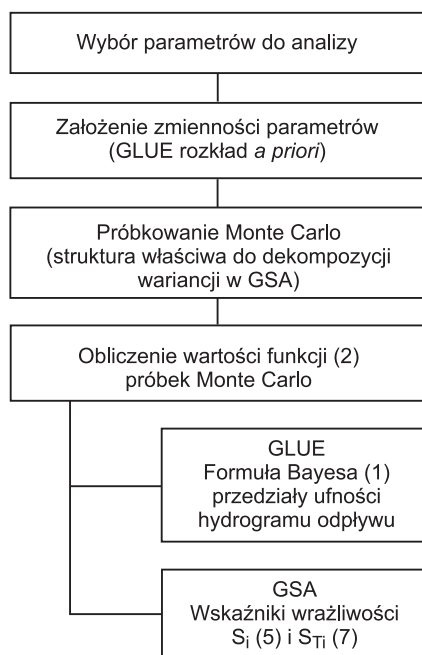 Wybór parametrów do analizy
Założenie zmienności parametrów
(GLUE rozkład a priori)
Próbkowanie Monte Carlo
(struktura właściwa do dekompozycji
wariancji w GSA)
Obliczenie wartości funkcji (2)
próbek Monte Carlo
GLUE
Formuła Bayesa (1)
przedziały ufności
hydrogramu odpływu
GSA
Wskaźniki wrażliwości
Si (5) i STi (7)